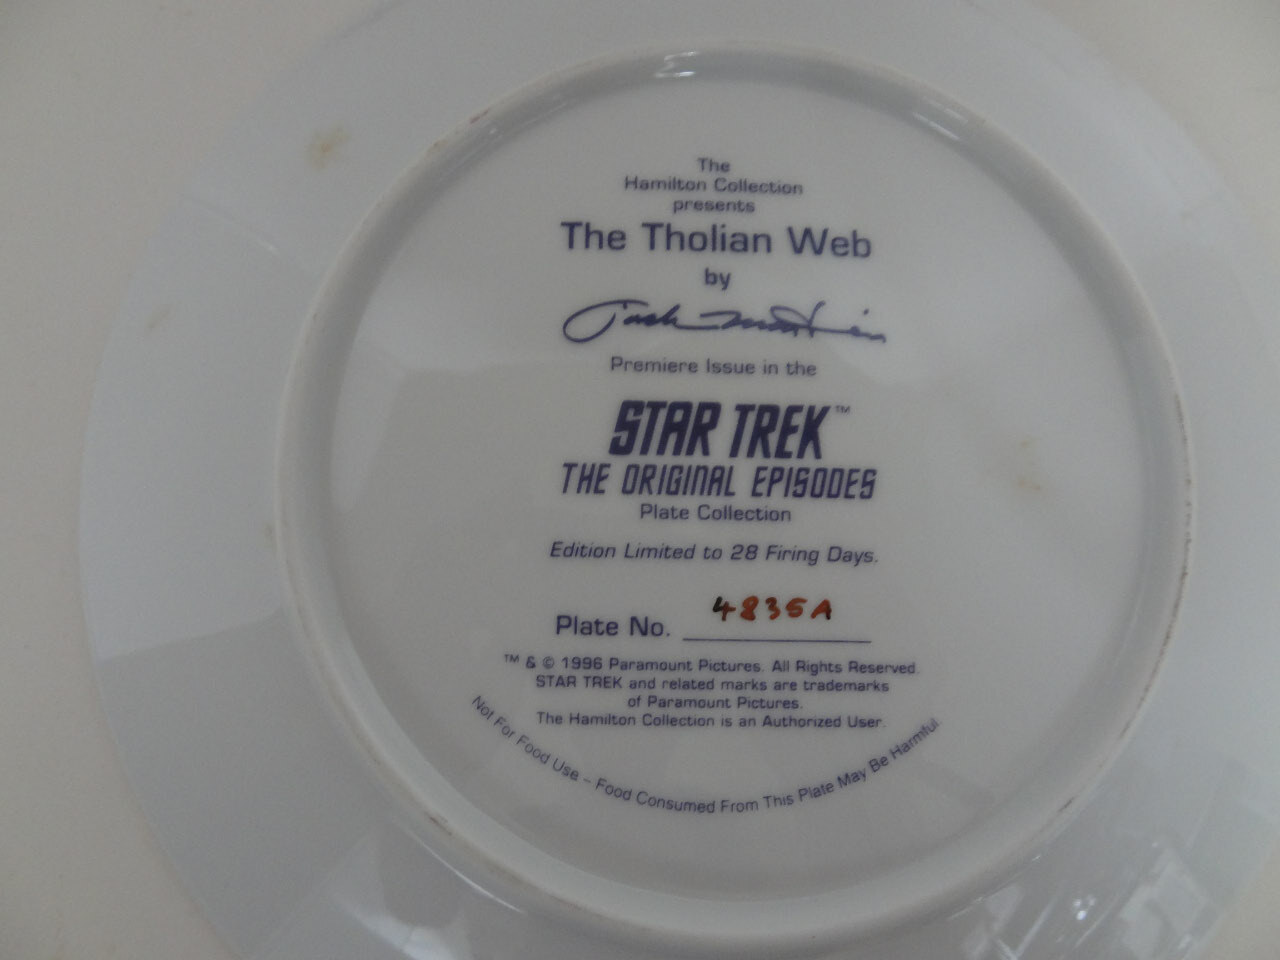 The
Hamilton Collection
presents
The Tholian Web
by
Premiere Issue in the
STAR TREK™
THE ORIGINAL EPISODES
Plate Collection
Edition Limited to 28 Firing Days.
Plate No. 4835A
™ & © 1996 Paramount Pictures. All Rights Reserved.
STAR TREK and related marks are trademarks
of Paramount Pictures.
The Hamilton Collection is an Authorized User.
Not For Food Use – Food Consumed From This Plate May Be Harmful.